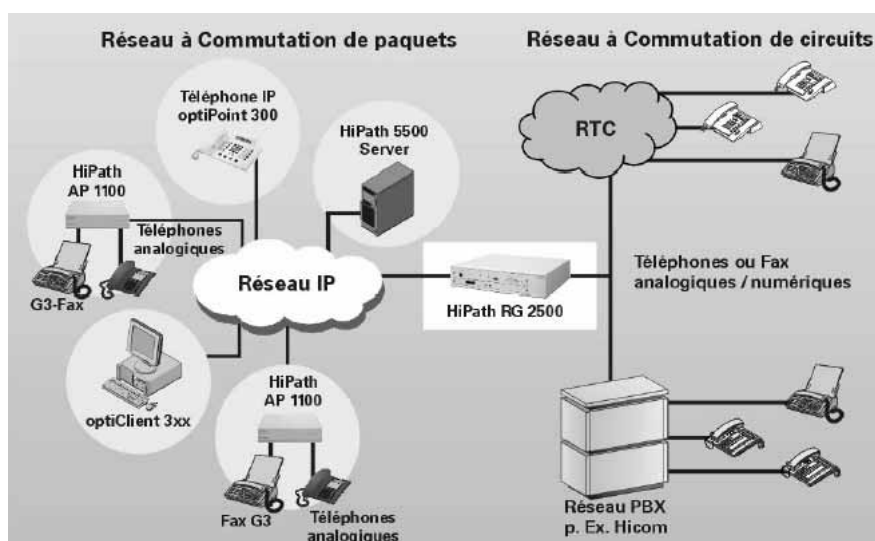 Réseau à Commutation de paquets
Réseau à Commutation de circuits
Téléphone IP
optiPoint 300
HiPath 5500
Server
RTC
HiPath
AP 1100
Téléphones
analogiques
G3-Fax
Réseau IP
HiPath RG 2500
Téléphones ou Fax
analogiques / numériques
optiClient 3xx
HiPath
AP 1100
Fax G3
Téléphones
analogiques
Réseau PBX
p. Ex. Hicom